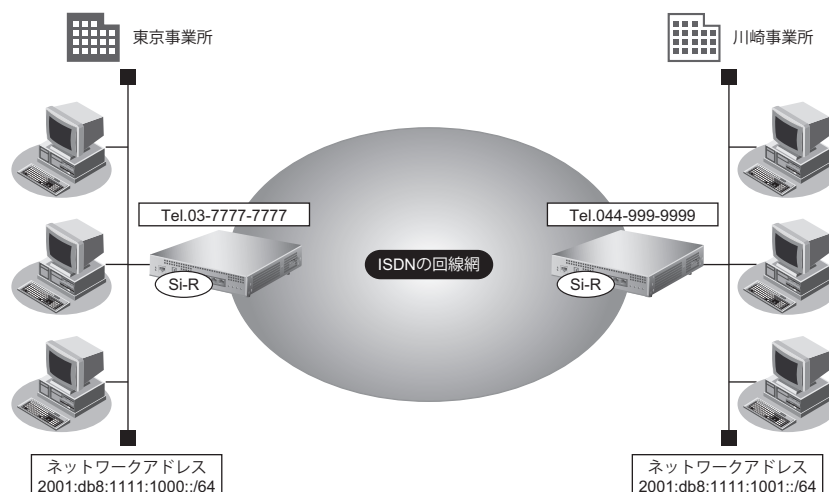 東京事業所
川崎事業所
Tel.03-7777-7777
Tel.044-999-9999
ISDNの回線網
Si-R
Si-R
ネットワークアドレス
2001:db8:1111:1000::/64
ネットワークアドレス
2001:db8:1111:1001::/64